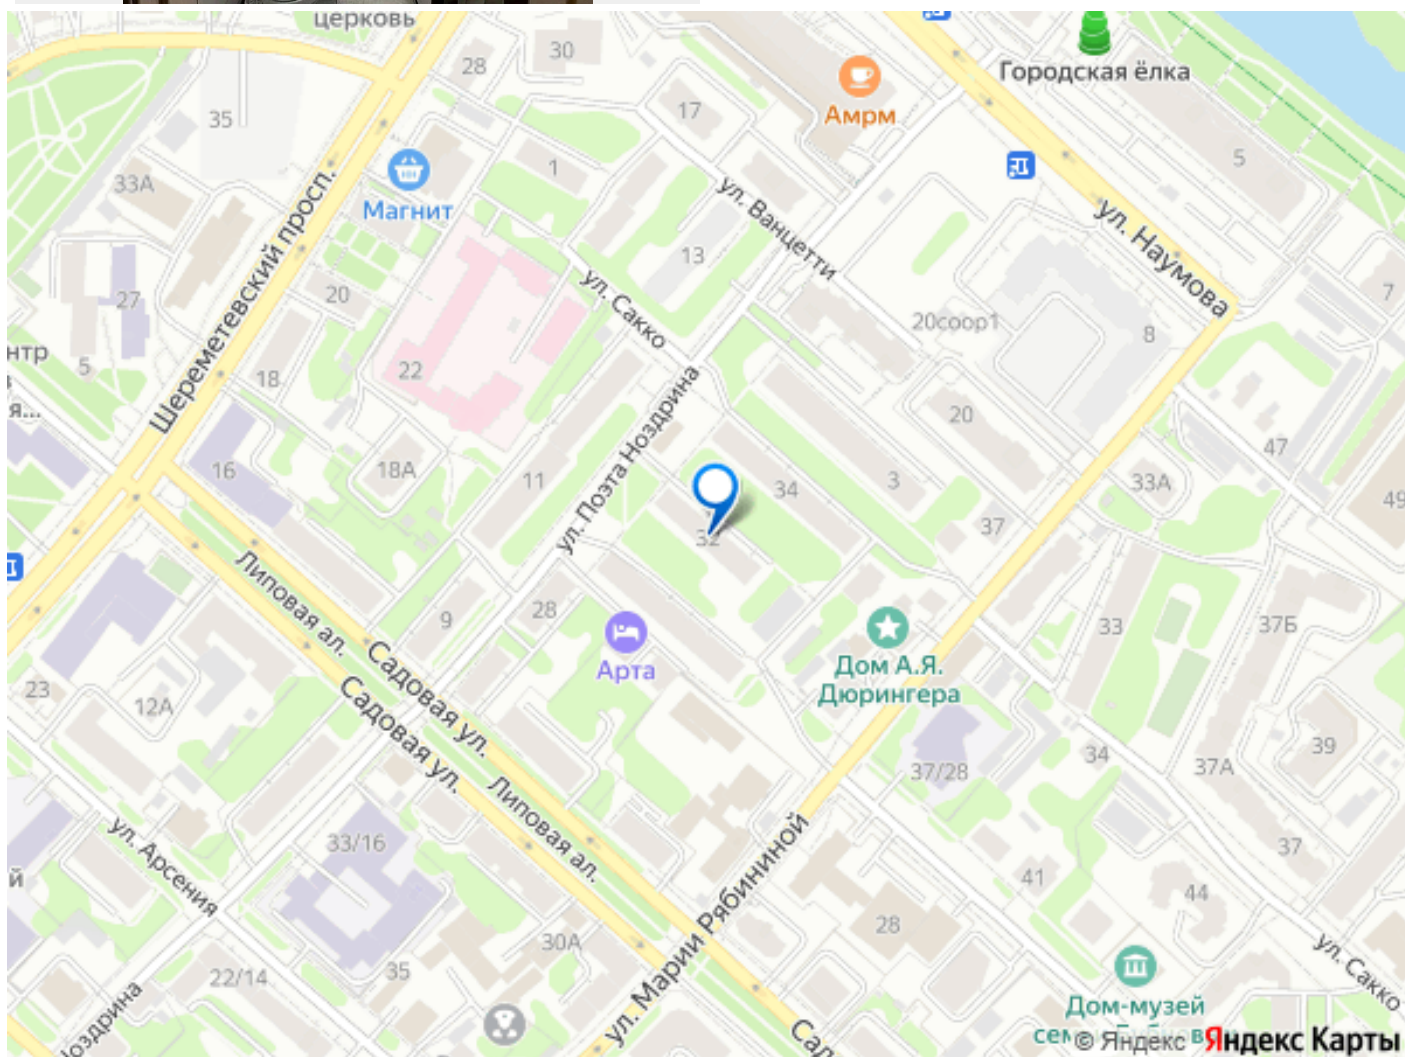 церковь
30
28
Городская ёлка
17
Амрм
35
5
1
33А
Магнит
ул. Ванцетти
ул. Наумова
Шереметевский просп.
13
27
20
ул. Сакко
7
20соор1
8
нтр
5
22
18
я...
ул. Поэта Ноздрина
20
47
16
18А
11
34
3
33А
49
37
32
Липовая ал.
9
28
33
37Б
Садовая ул.
Арта
Дом А.Я.
Дюрингера
23
12А
Садовая ул.
39
34
37А
37/28
Липовая ал.
ул. Арсения
33/16
37
й
ул. Марии Рябининой
41
44
28
30А
ул. Сакко
35
22/14
Дом-музей
Сад
© Яндекс
Яндекс Карты